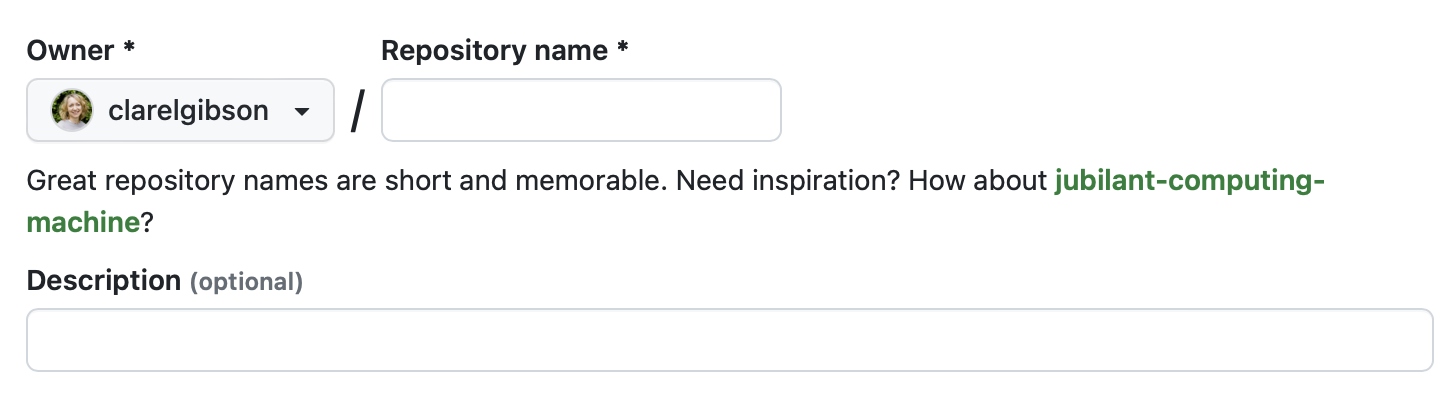 Owner * Repository name *
clarelgibson /
Great repository names are short and memorable. Need inspiration? How about jubilant-computing-
machine?
Description (optional)